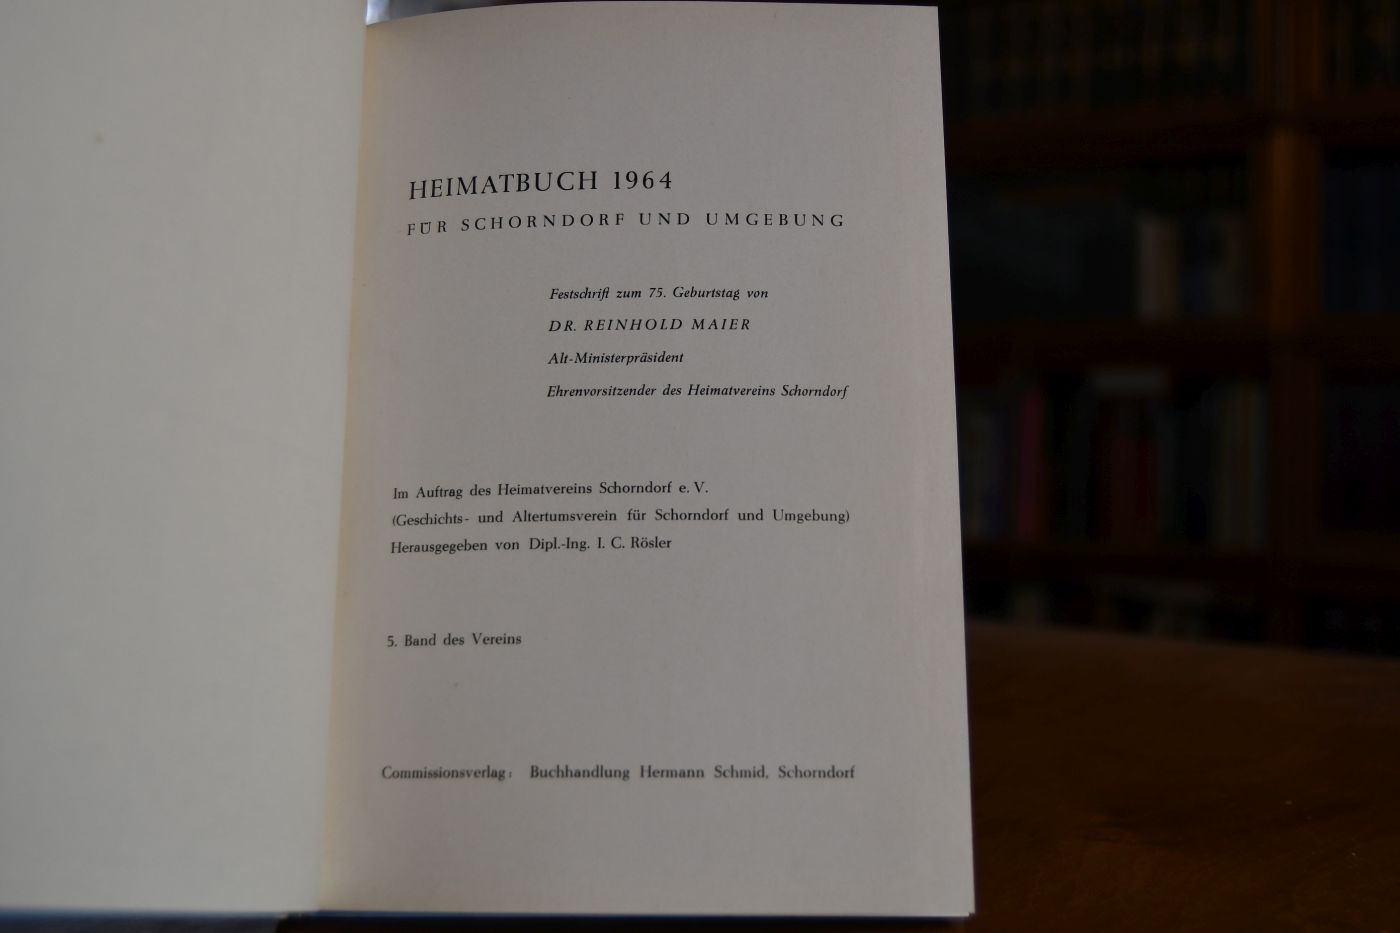 HEIMATBUCH 1964
FÜR SCHORNDORF UND UMGEBUNG
Festschrift zum 75. Geburtstag von
DR. REINHOLD MAIER
Alt-Ministerpräsident
Ehrenvorsitzender des Heimatvereins Schorndorf
Im Auftrag des Heimatvereins Schorndorf e. V.
(Geschichts- und Altertumsverein für Schorndorf und Umgebung)
Herausgegeben von Dipl.-Ing. I. C. Rösler
5. Band des Vereins
Commissionsverlag: Buchhandlung Hermann Schmid, Schorndorf